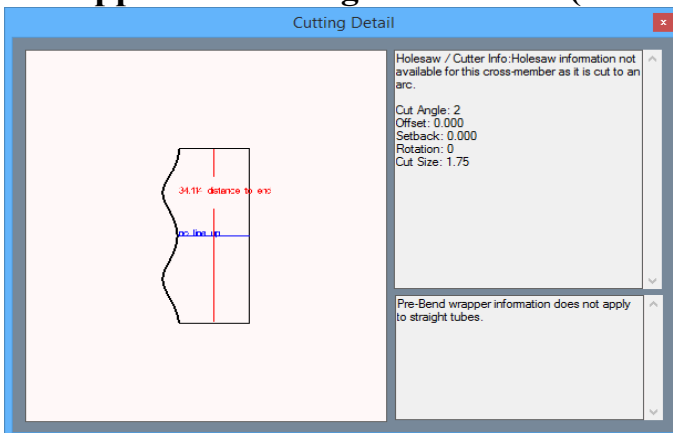 Cutting Detail
x
Holesaw / Cutter Info:Holesaw information not
available for this cross-member as it is cut to an
arc.
Cut Angle: 2
Offset: 0.000
Setback: 0.000
Rotation: 0
Cut Size: 1.75
distance to end
no line up
Pre-Bend wrapper information does not apply
to straight tubes.